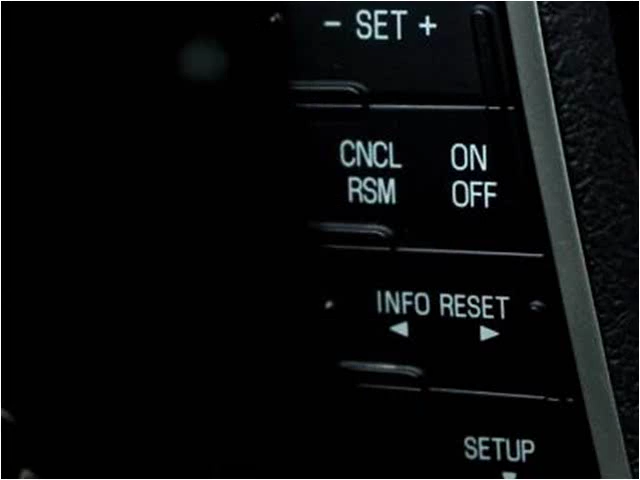 - SET +
CNCL ON
RSM OFF
INFO RESET
SETUP